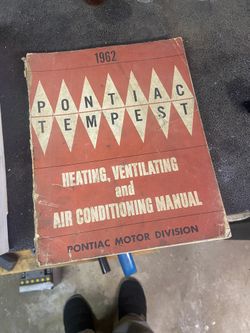 1962
PONTIAC
TEMPEST
HEATING, VENTILATING
and
AIR CONDITIONING MANUAL
PONTIAC MOTOR DIVISION